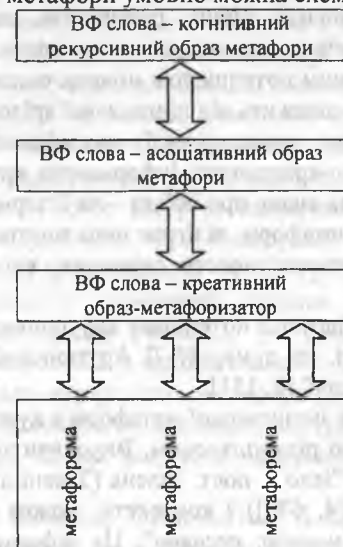 метафори умовно можна
ВФ слова – когнітивний
рекурсивний образ метафори
ВФ слова – асоціативний образ
метафори
ВФ слова – креативний
образ-метафоризатор
метафорема
метафорема
метафорема